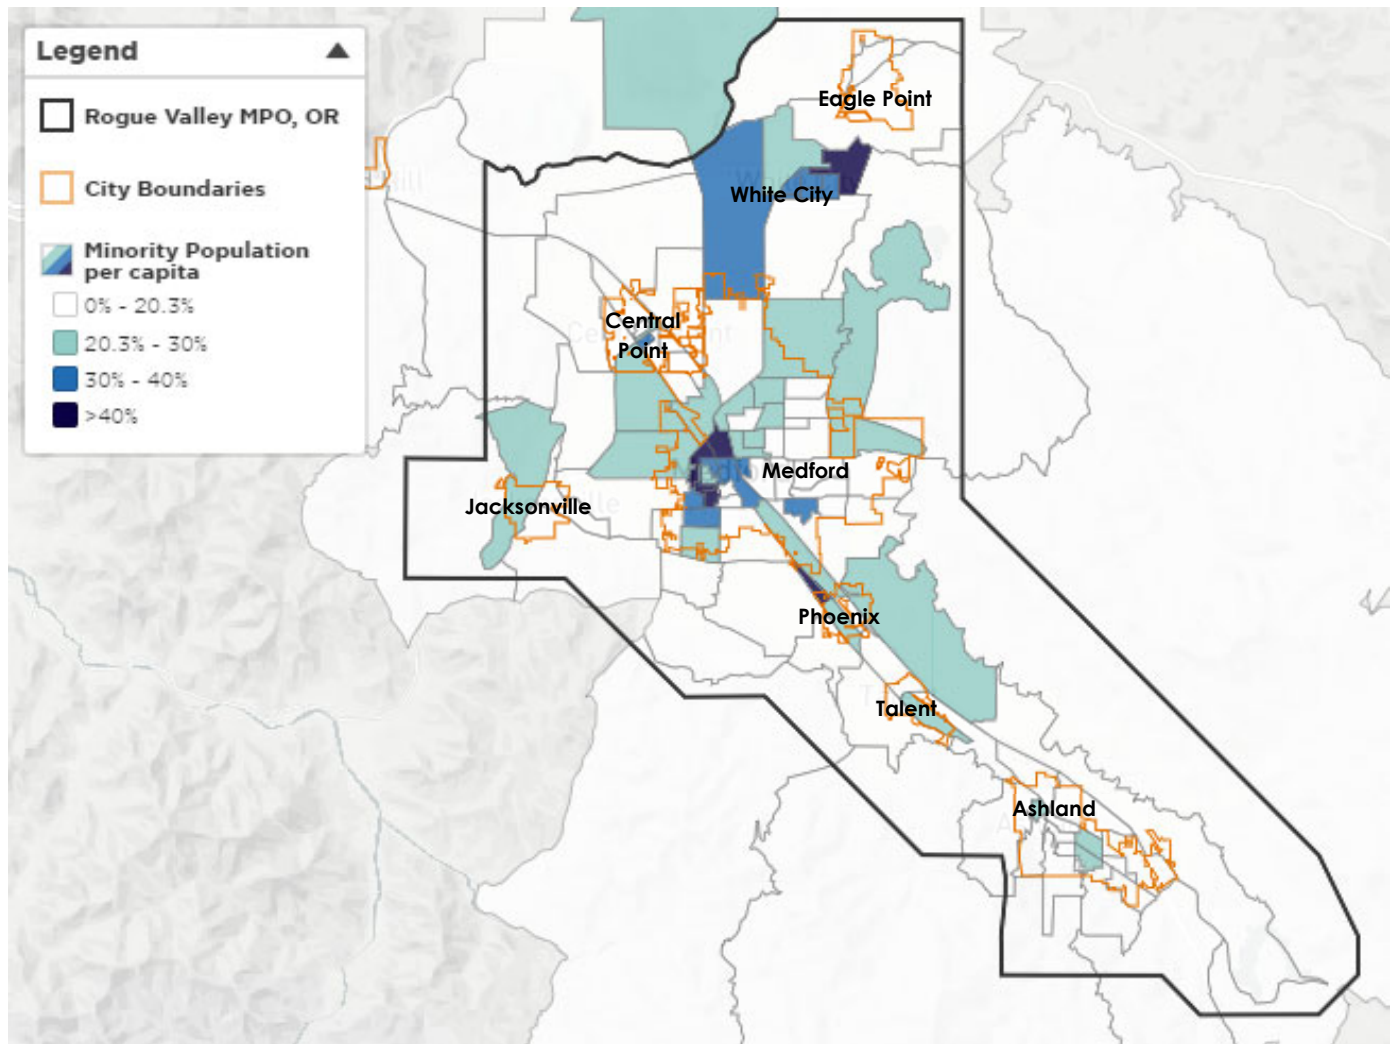 Legend
Rogue Valley MPO, OR
City Boundaries
Minority Population
per capita
0% - 20.3%
20.3% - 30%
30% - 40%
>40%
Eagle Point
White City
Central
Point
Medford
Jacksonville
Phoenix
Talent
Ashland